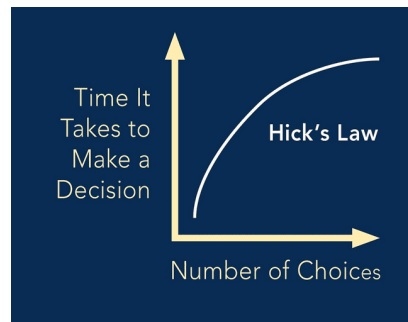 Time It
Takes to
Make a
Decision
Hick's Law
Number of Choices